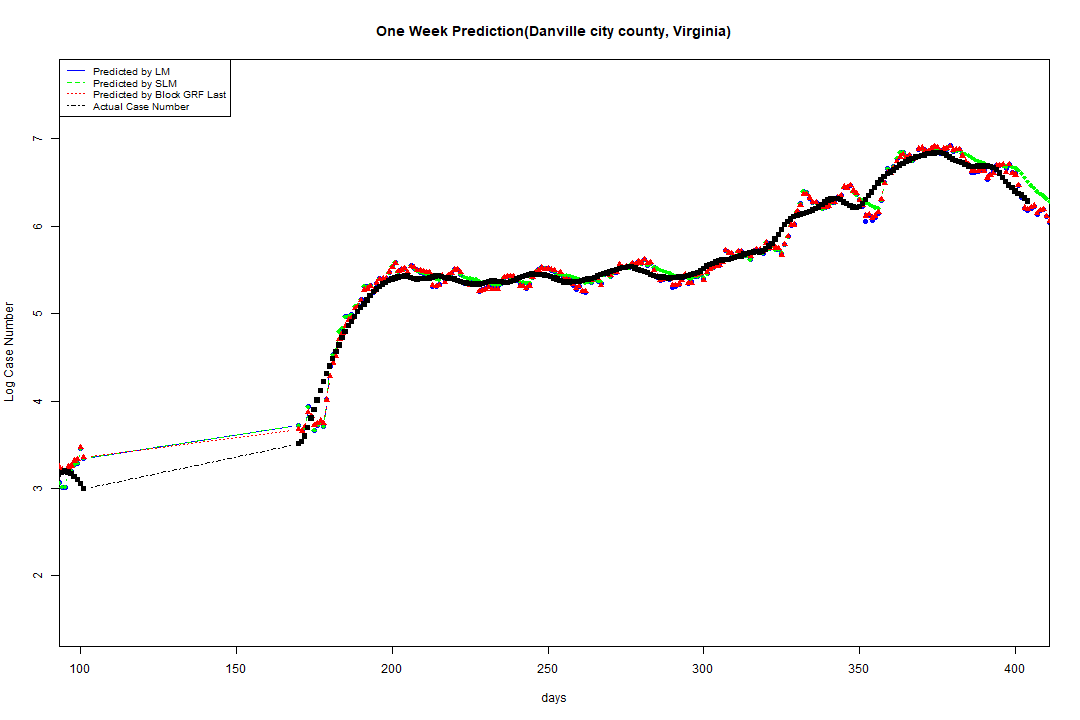 One Week Prediction(Danville city county, Virginia)
Predicted by LM
Predicted by SLM
Predicted by Block GRF Last
Actual Case Number
Log Case Number
7
6
5
4
3
2
100 150 200 250 300 350 400
days